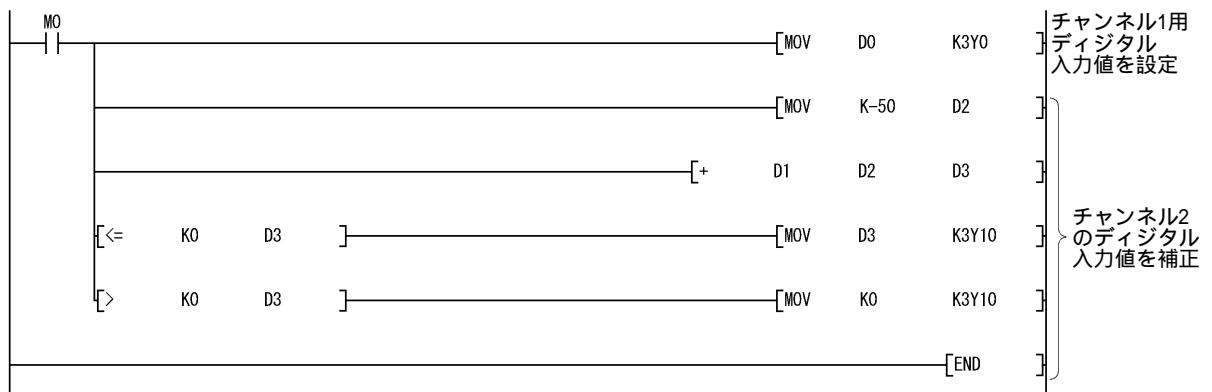 M0
[MOV D0 K3Y0 ]
チャンネル1用
ディジタル
入力値を設定
[MOV K-50 D2 ]
[+ D1 D2 D3 ]
[<= K0 D3 ] [MOV D3 K3Y10 ]
[> K0 D3 ] [MOV K0 K3Y10 ]
チャンネル2
のディジタル
入力値を補正
[END ]